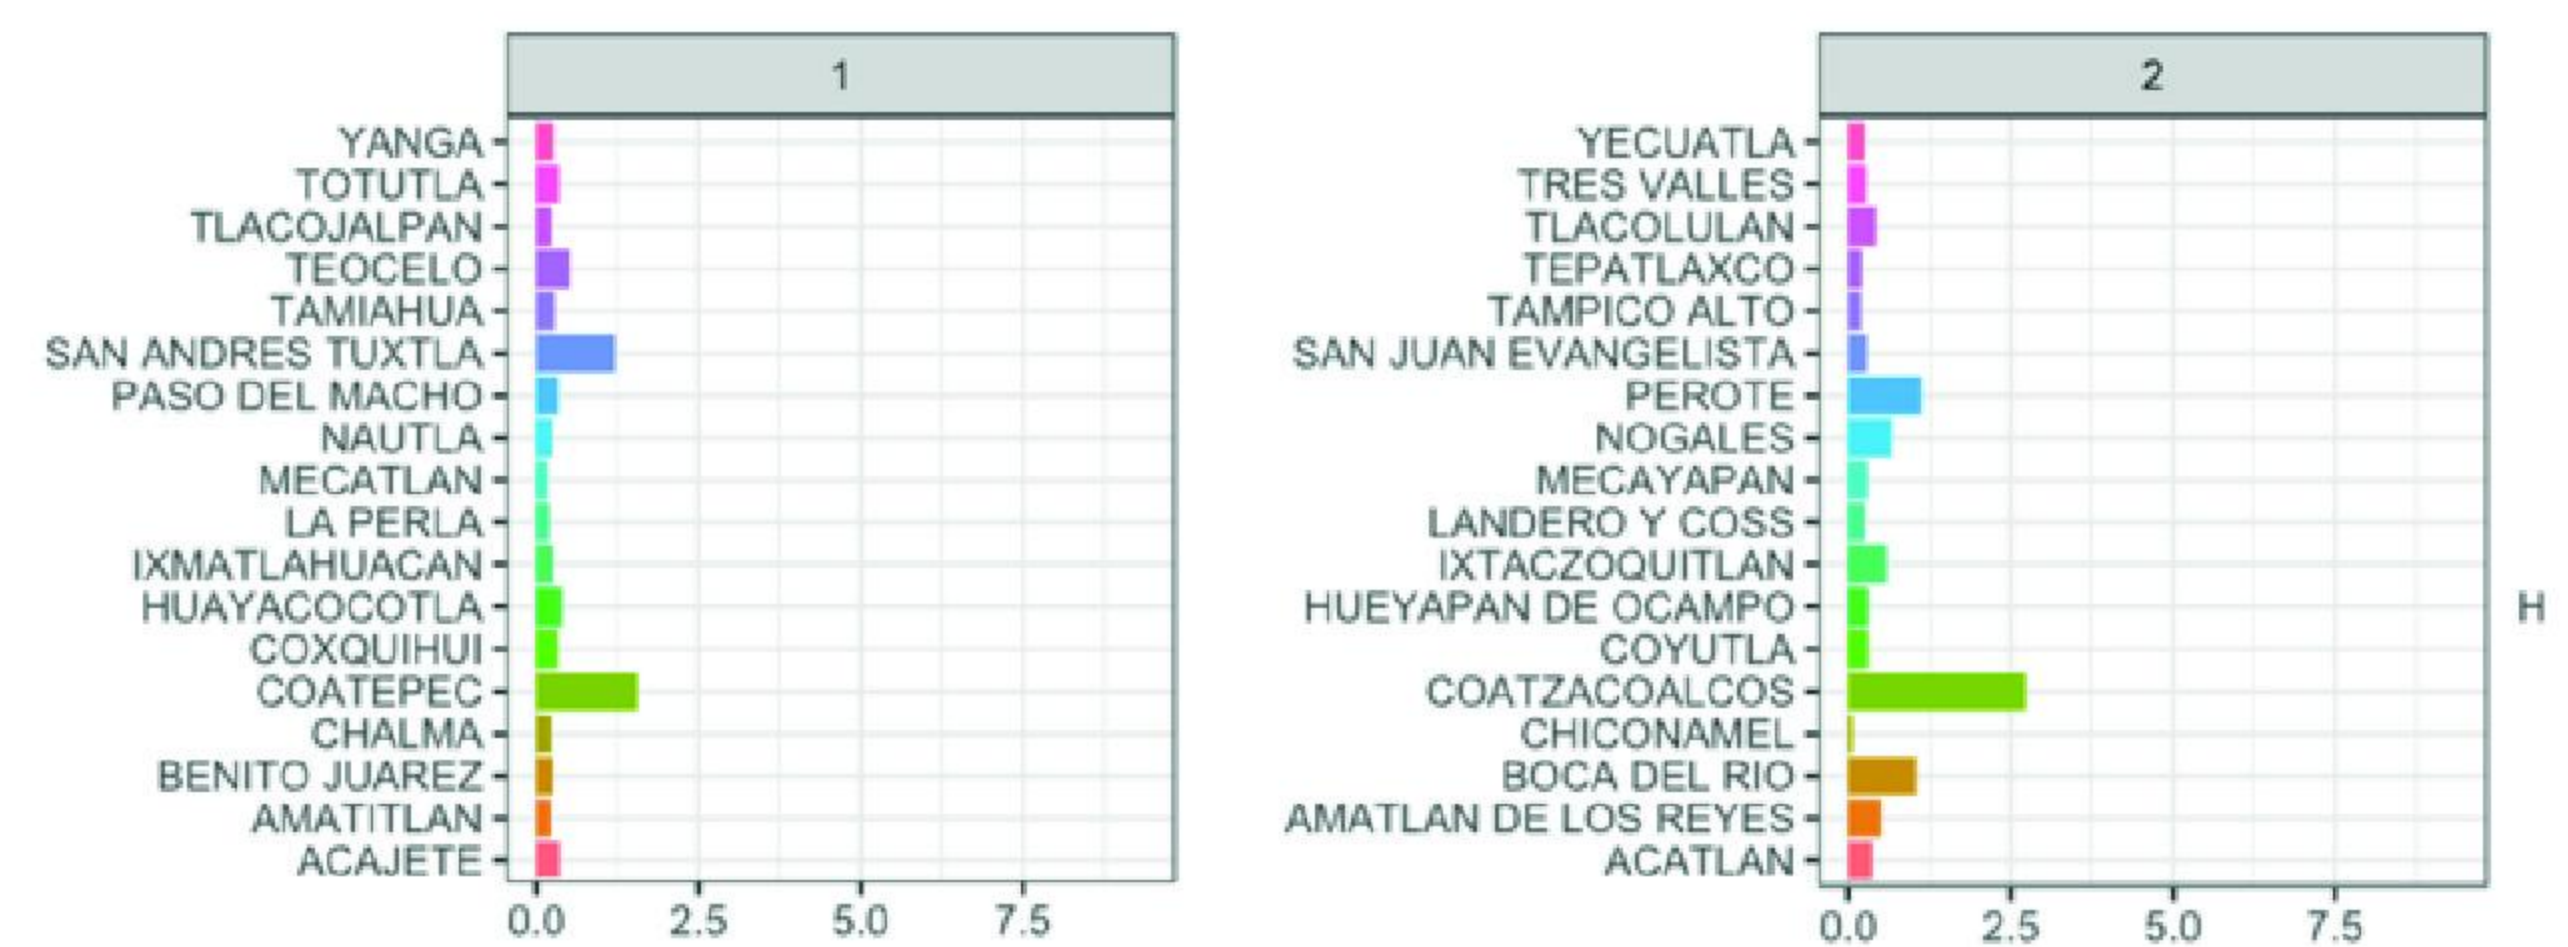 1
YANGA
TOTUTLA
TLACOJALPAN
TEOCELO
TAMIAHUA
SAN ANDRES TUXTLA
PASO DEL MACHO
NAUTLA
MECATLAN
LA PERLA
IXMATLAHUACAN
HUAYACOCOTLA
COXQUIHUI
COATEPEC
CHALMA
BENITO JUAREZ
AMATITLAN
ACAJETE
0.0 2.5 5.0 7.5
2
YECUATLA
TRES VALLES
TLACOLULAN
TEPATLAXCO
TAMPICO ALTO
SAN JUAN EVANGELISTA
PEROTE
NOGALES
MECAYAPAN
LANDERO Y COSS
IXTACZOQUITLAN
HUEYAPAN DE OCAMPO
COYUTLA
COATZACOALCOS
CHICONAMEL
BOCA DEL RIO
AMATLAN DE LOS REYES
ACATLAN
0.0 2.5 5.0 7.5
H